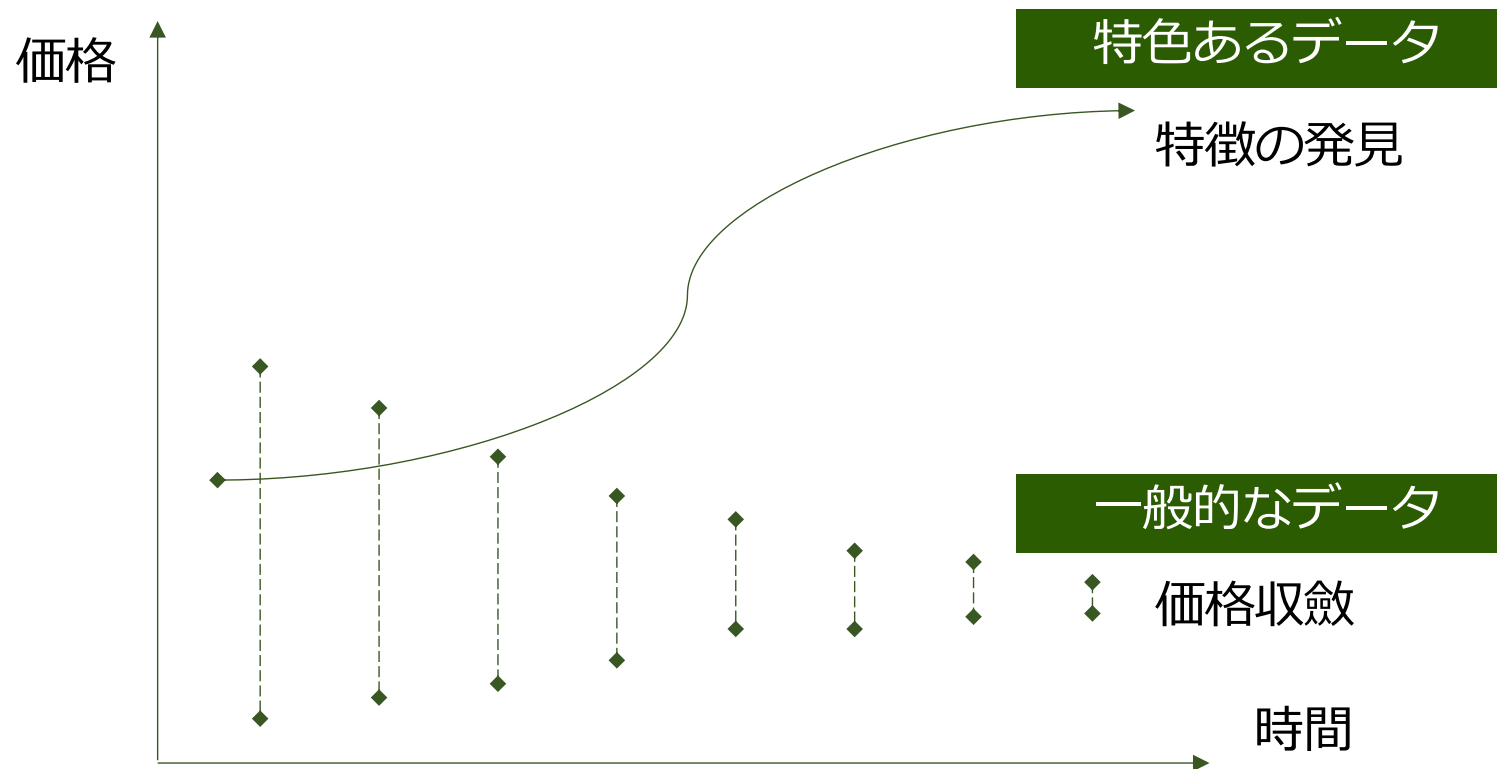 価格
特色あるデータ
特徴の発見
一般的なデータ
価格収斂
時間